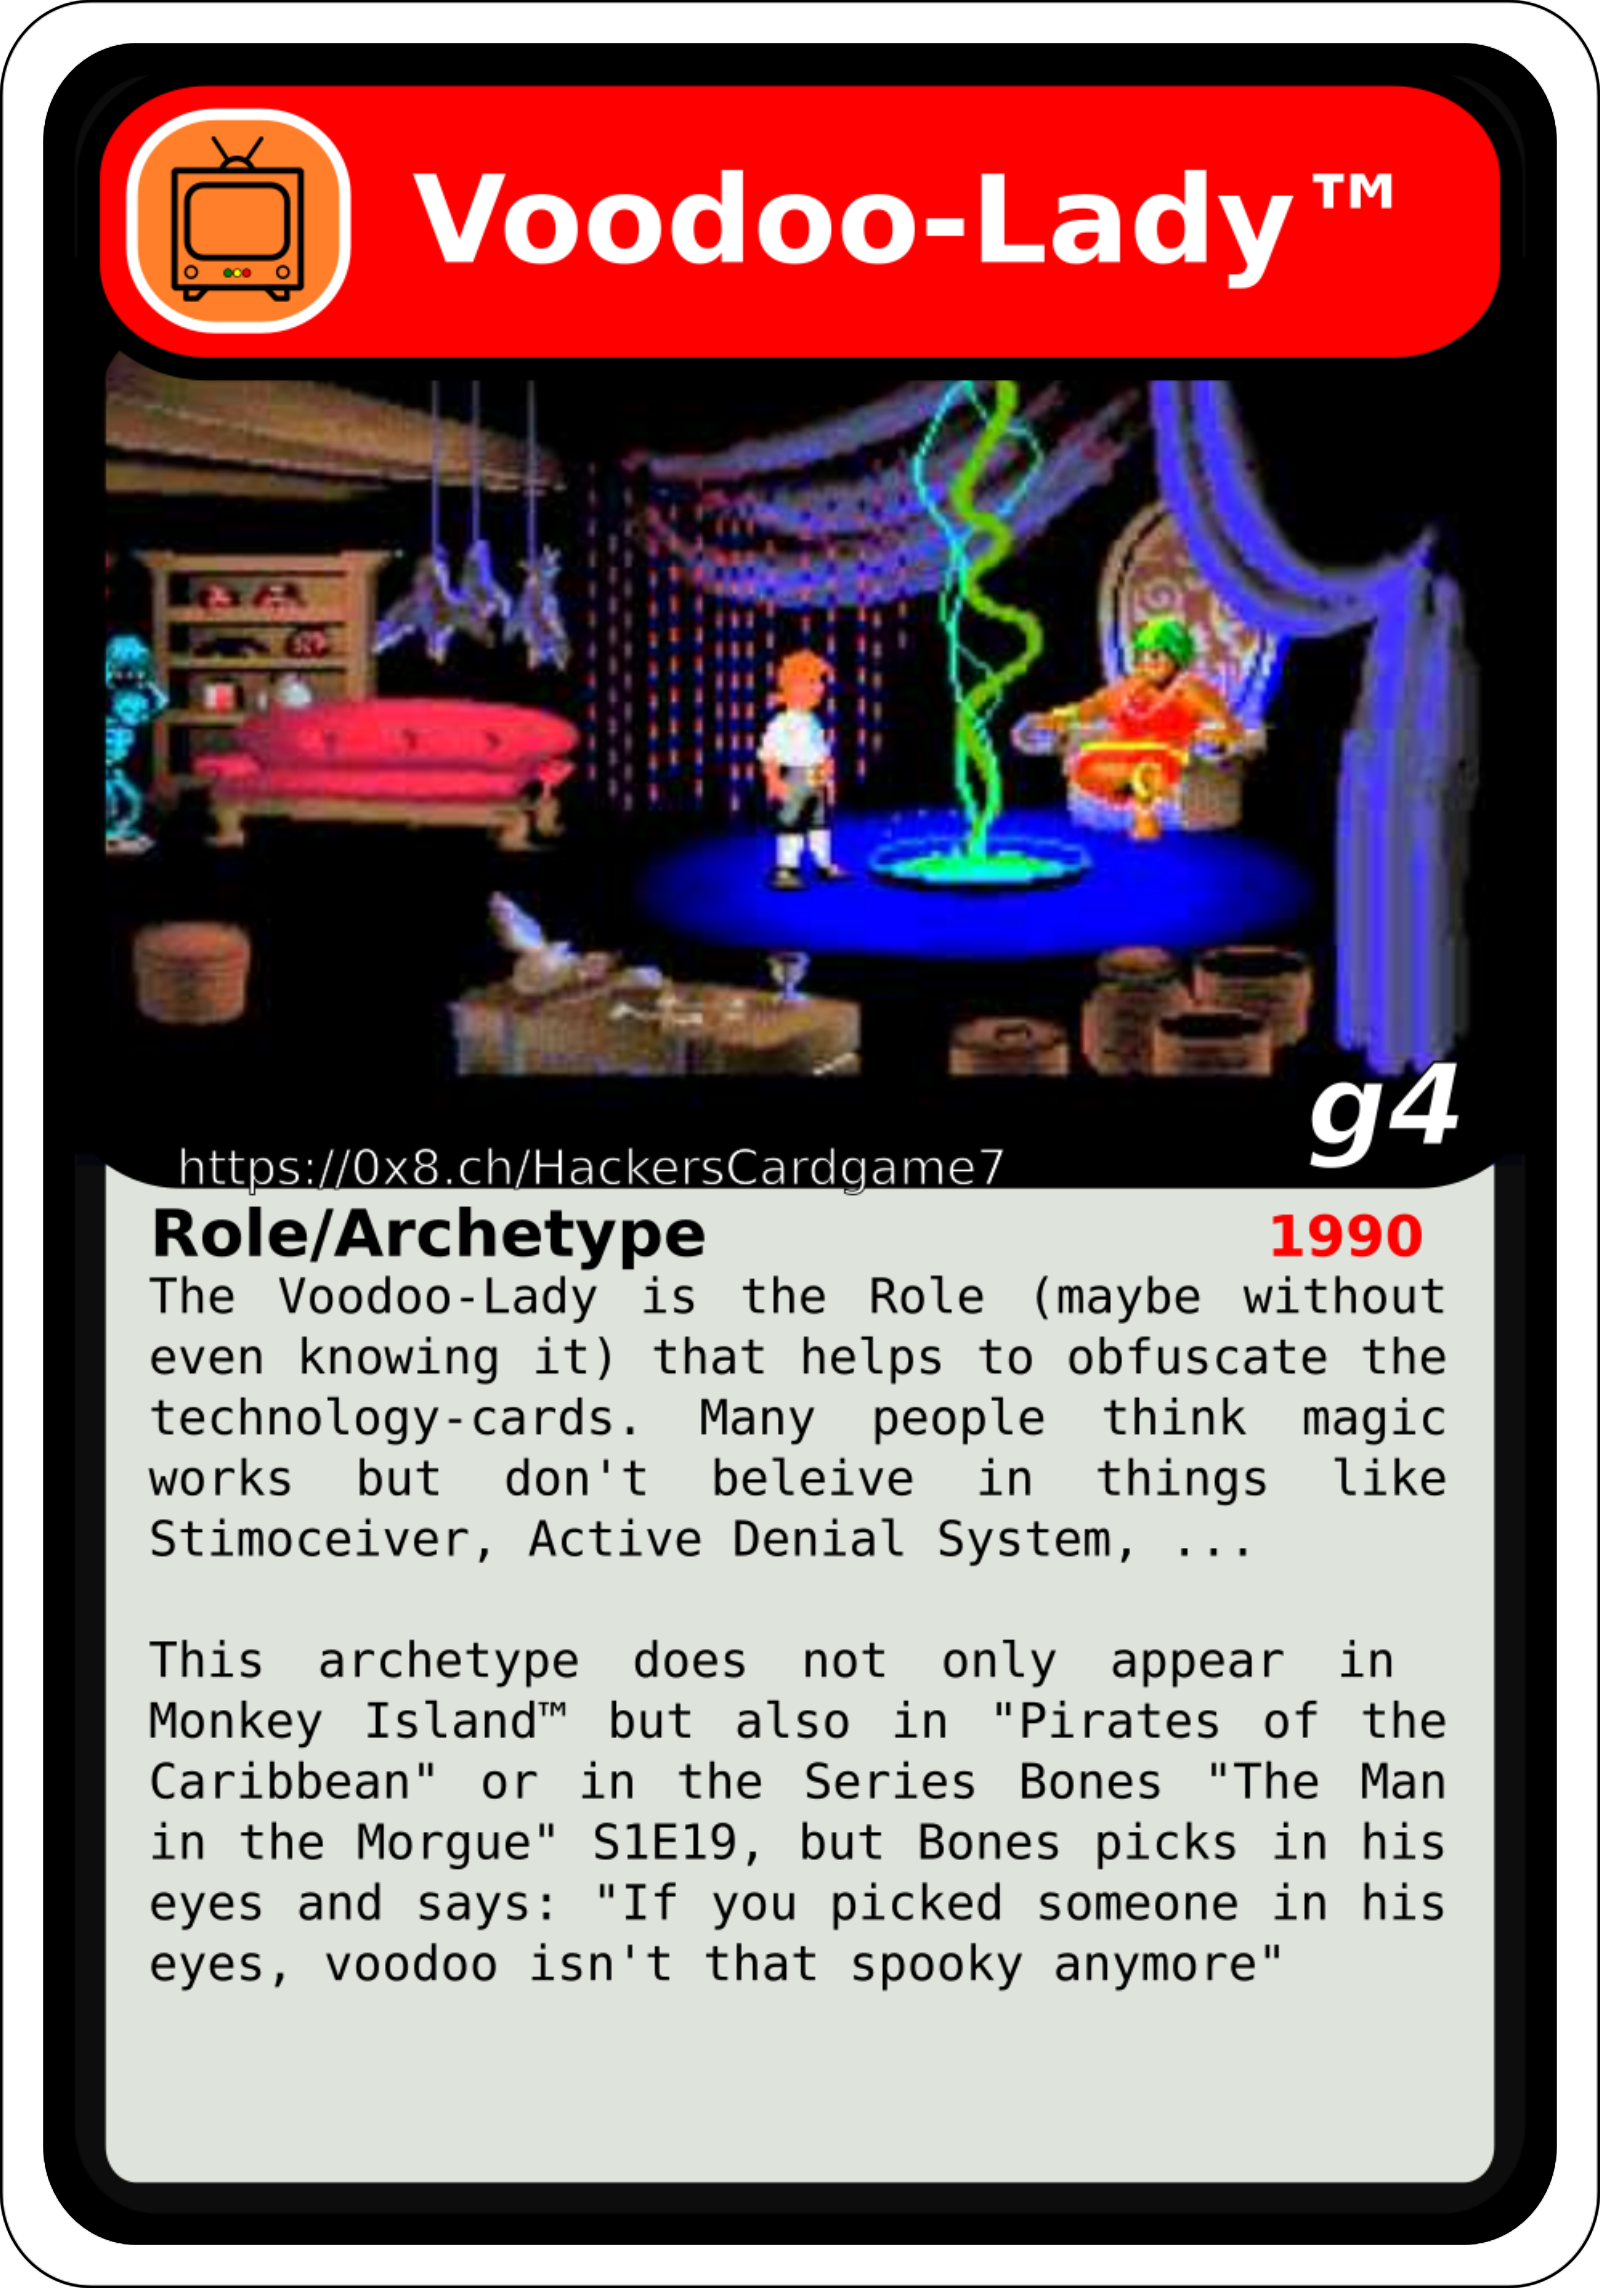 Voodoo-Lady™
g4
https://0x8.ch/HackersCardgame7
Role/Archetype 1990
The Voodoo-Lady is the Role (maybe without
even knowing it) that helps to obfuscate the
technology-cards. Many people think magic
works but don't beleive in things like
Stimoceiver, Active Denial System, ...
This archetype does not only appear in
Monkey Island™ but also in "Pirates of the
Caribbean" or in the Series Bones "The Man
in the Morgue" S1E19, but Bones picks in his
eyes and says: "If you picked someone in his
eyes, voodoo isn't that spooky anymore"